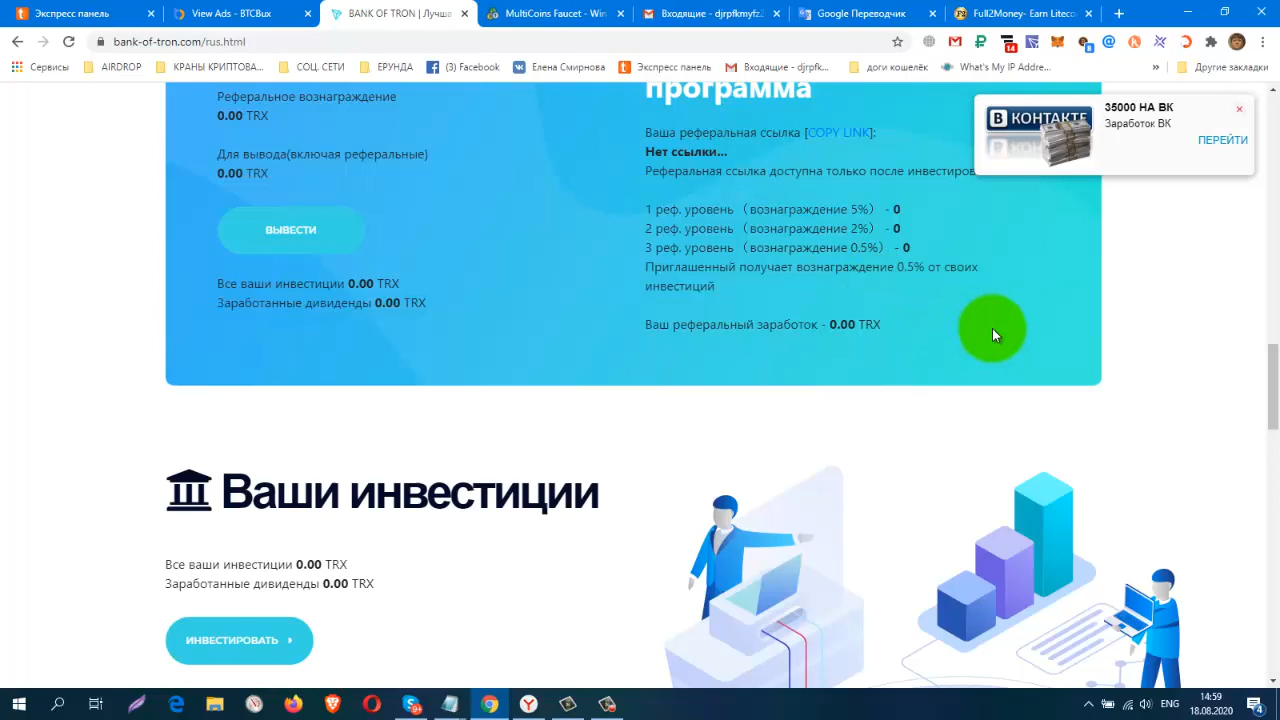 Экспресс панель
View Ads - BTCBux
BANK OF TRON | Лучша
MultiCoins Faucet - Win
Входящие - djrpfkmyfz
Google Переводчик
Full2Money- Earn Liteco
bank-of-tron.com/rus.html
14
8
Сервисы
AIRDROP
КРАНЫ КРИПТОВА...
СОЦ СЕТИ
ЕРУНДА
(3) Facebook
Елена Смирнова
Экспресс панель
Входящие - djrpfk...
доги кошелёк
What's My IP Addre...
»
Другие закладки
Реферальное вознаграждение
0.00 TRX
Для вывода(включая реферальные)
0.00 TRX
ВЫВЕСТИ
Все ваши инвестиции 0.00 TRX
Заработанные дивиденды 0.00 TRX
программа
Ваша реферальная ссылка [COPY LINK]:
Нет ссылки...
Реферальная ссылка доступна только после инвестиров
1 реф. уровень （вознаграждение 5%） - 0
2 реф. уровень （вознаграждение 2%） - 0
3 реф. уровень （вознаграждение 0.5%） - 0
Приглашенный получает вознаграждение 0.5% от своих
инвестиций
Ваш реферальный заработок - 0.00 TRX
В КОНТАКТЕ
35000 НА ВК
Заработок ВК
ПЕРЕЙТИ
Ваши инвестиции
Все ваши инвестиции 0.00 TRX
Заработанные дивиденды 0.00 TRX
ИНВЕСТИРОВАТЬ
ENG
14:59
18.08.2020
4